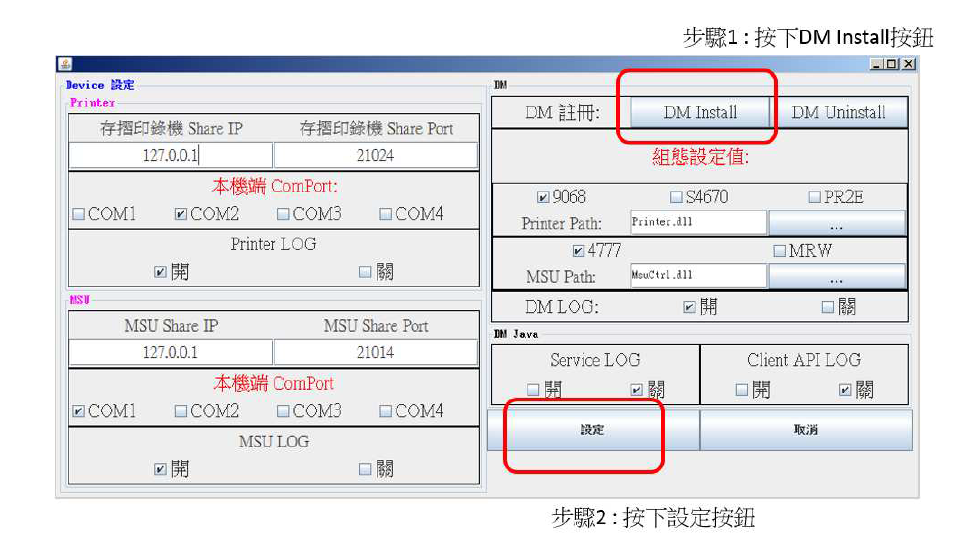 步驟1 : 按下DM Install按鈕
Device 設定
Printer
存摺印錄機 Share IP 存摺印錄機 Share Port
127.0.0.1 21024
本機端 ComPort:
COM1 COM2 COM3 COM4
Printer LOG
開 關
MSU
MSU Share IP MSU Share Port
127.0.0.1 21014
本機端 ComPort
COM1 COM2 COM3 COM4
MSU LOG
開 關
DM
DM 註冊: DM Install DM Uninstall
組態設定值:
9068 S4670 PR2E
Printer Path: Printer.dll ...
4777 MRW
MSU Path: MsuCtrl.dll ...
DM LOG: 開 關
DM Java
Service LOG Client API LOG
開 關 開 關
設定 取消
步驟2 : 按下設定按鈕